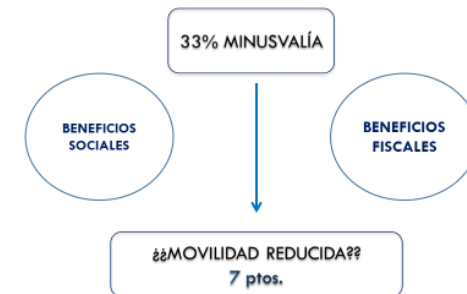 33% MINUSVALÍA
BENEFICIOS
SOCIALES
BENEFICIOS
FISCALES
¿¿MOVILIDAD REDUCIDA??
7 ptos.